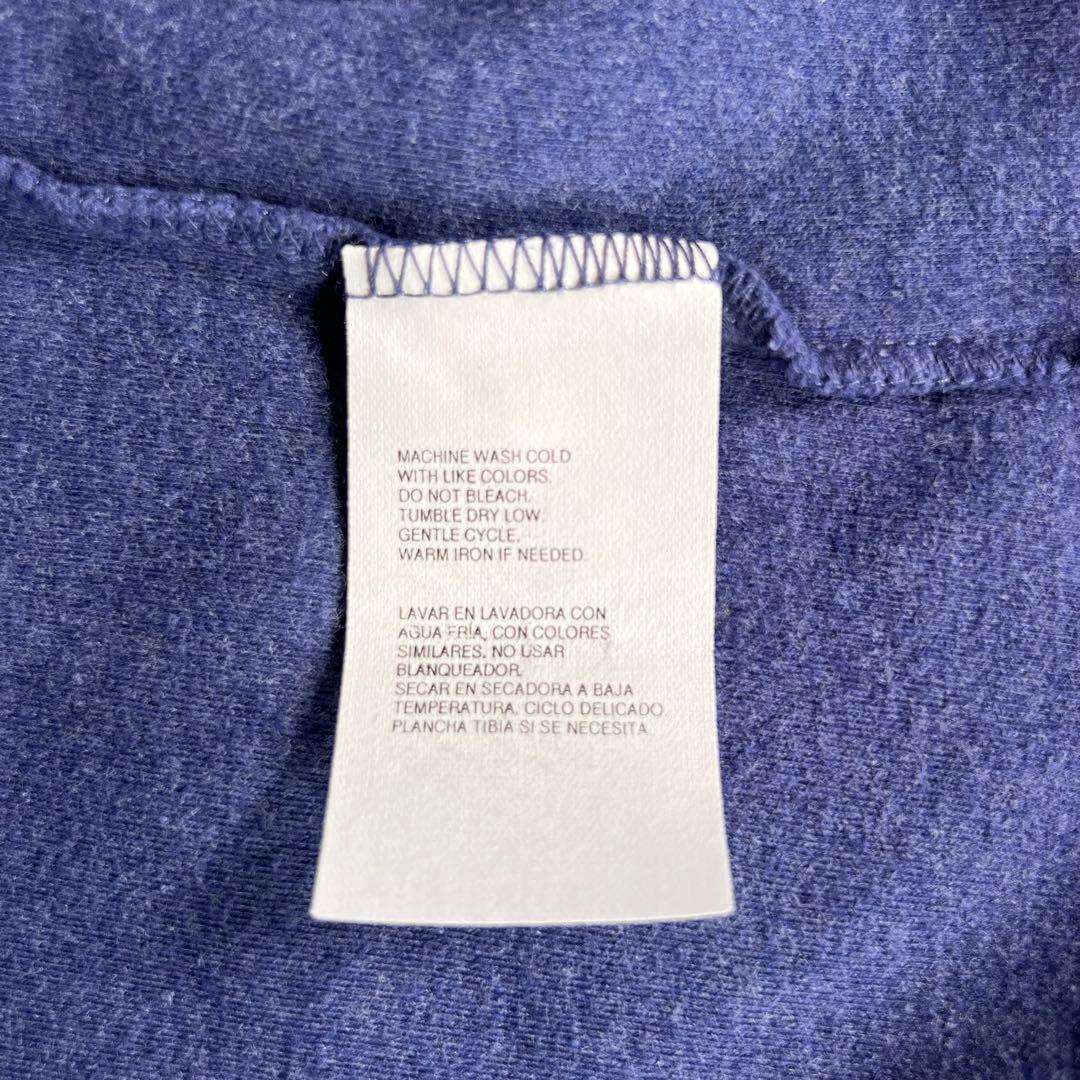 MACHINE WASH COLD
WITH LIKE COLORS.
DO NOT BLEACH.
TUMBLE DRY LOW.
GENTLE CYCLE.
WARM IRON IF NEEDED.
LAVAR EN LAVADORA CON
AGUA FRÍA, CON COLORES
SIMILARES. NO USAR
BLANQUEADOR.
SECAR EN SECADORA A BAJA
TEMPERATURA. CICLO DELICADO.
PLANCHA TIBIA SI SE NECESITA.